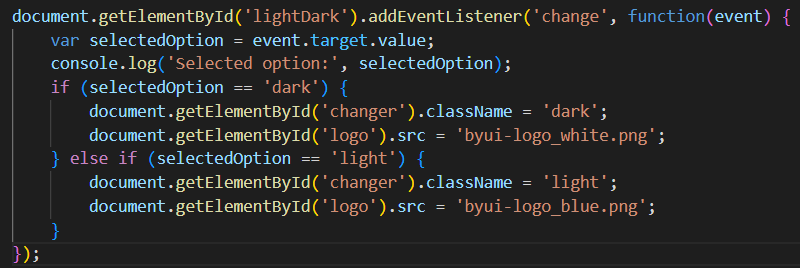 document.getElementById('lightDark').addEventListener('change', function(event) {
    var selectedOption = event.target.value;
    console.log('Selected option:', selectedOption);
    if (selectedOption == 'dark') {
        document.getElementById('changer').className = 'dark';
        document.getElementById('logo').src = 'byui-logo_white.png';
    } else if (selectedOption == 'light') {
        document.getElementById('changer').className = 'light';
        document.getElementById('logo').src = 'byui-logo_blue.png';
    }
});